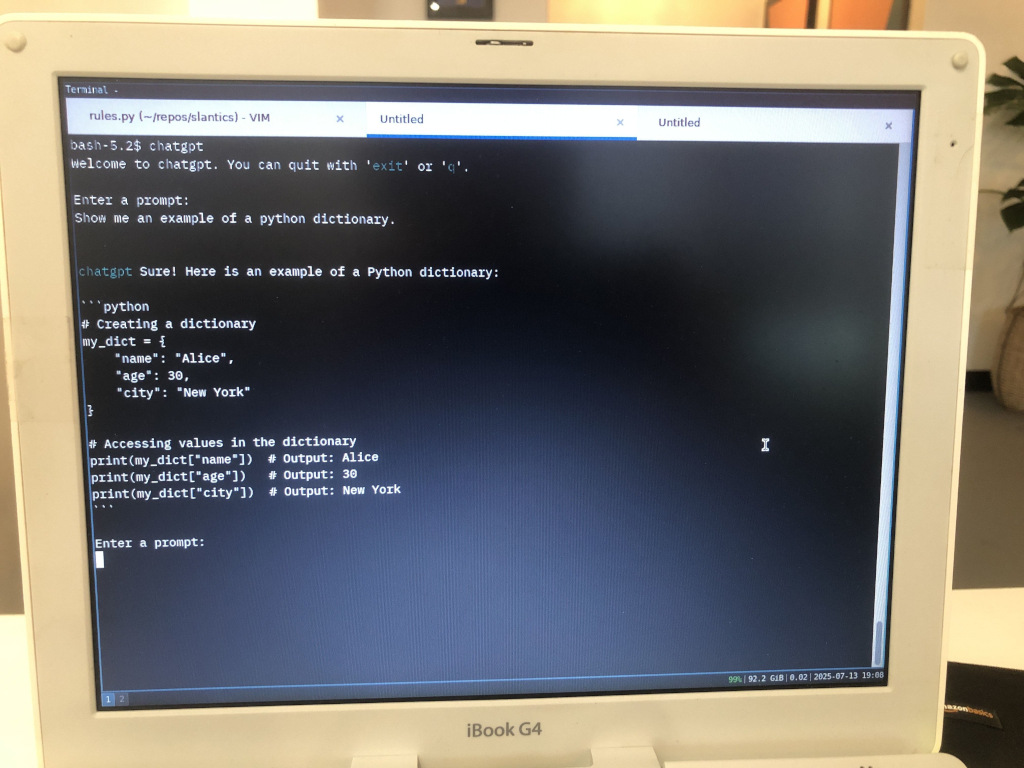 Terminal -
rules.py (~/repos/slantics) - VIM × Untitled × Untitled ×
bash-5.2$ chatgpt
Welcome to chatgpt. You can quit with 'exit' or 'q'.
Enter a prompt:
Show me an example of a python dictionary.
chatgpt Sure! Here is an example of a Python dictionary:
```python
# Creating a dictionary
my_dict = {
    "name": "Alice",
    "age": 30,
    "city": "New York"
}
# Accessing values in the dictionary
print(my_dict["name"])  # Output: Alice
print(my_dict["age"])   # Output: 30
print(my_dict["city"])  # Output: New York
```
Enter a prompt:
1 2
99%|92.2 GiB|0.02|2025-07-13 19:08
iBook G4
azonbasics